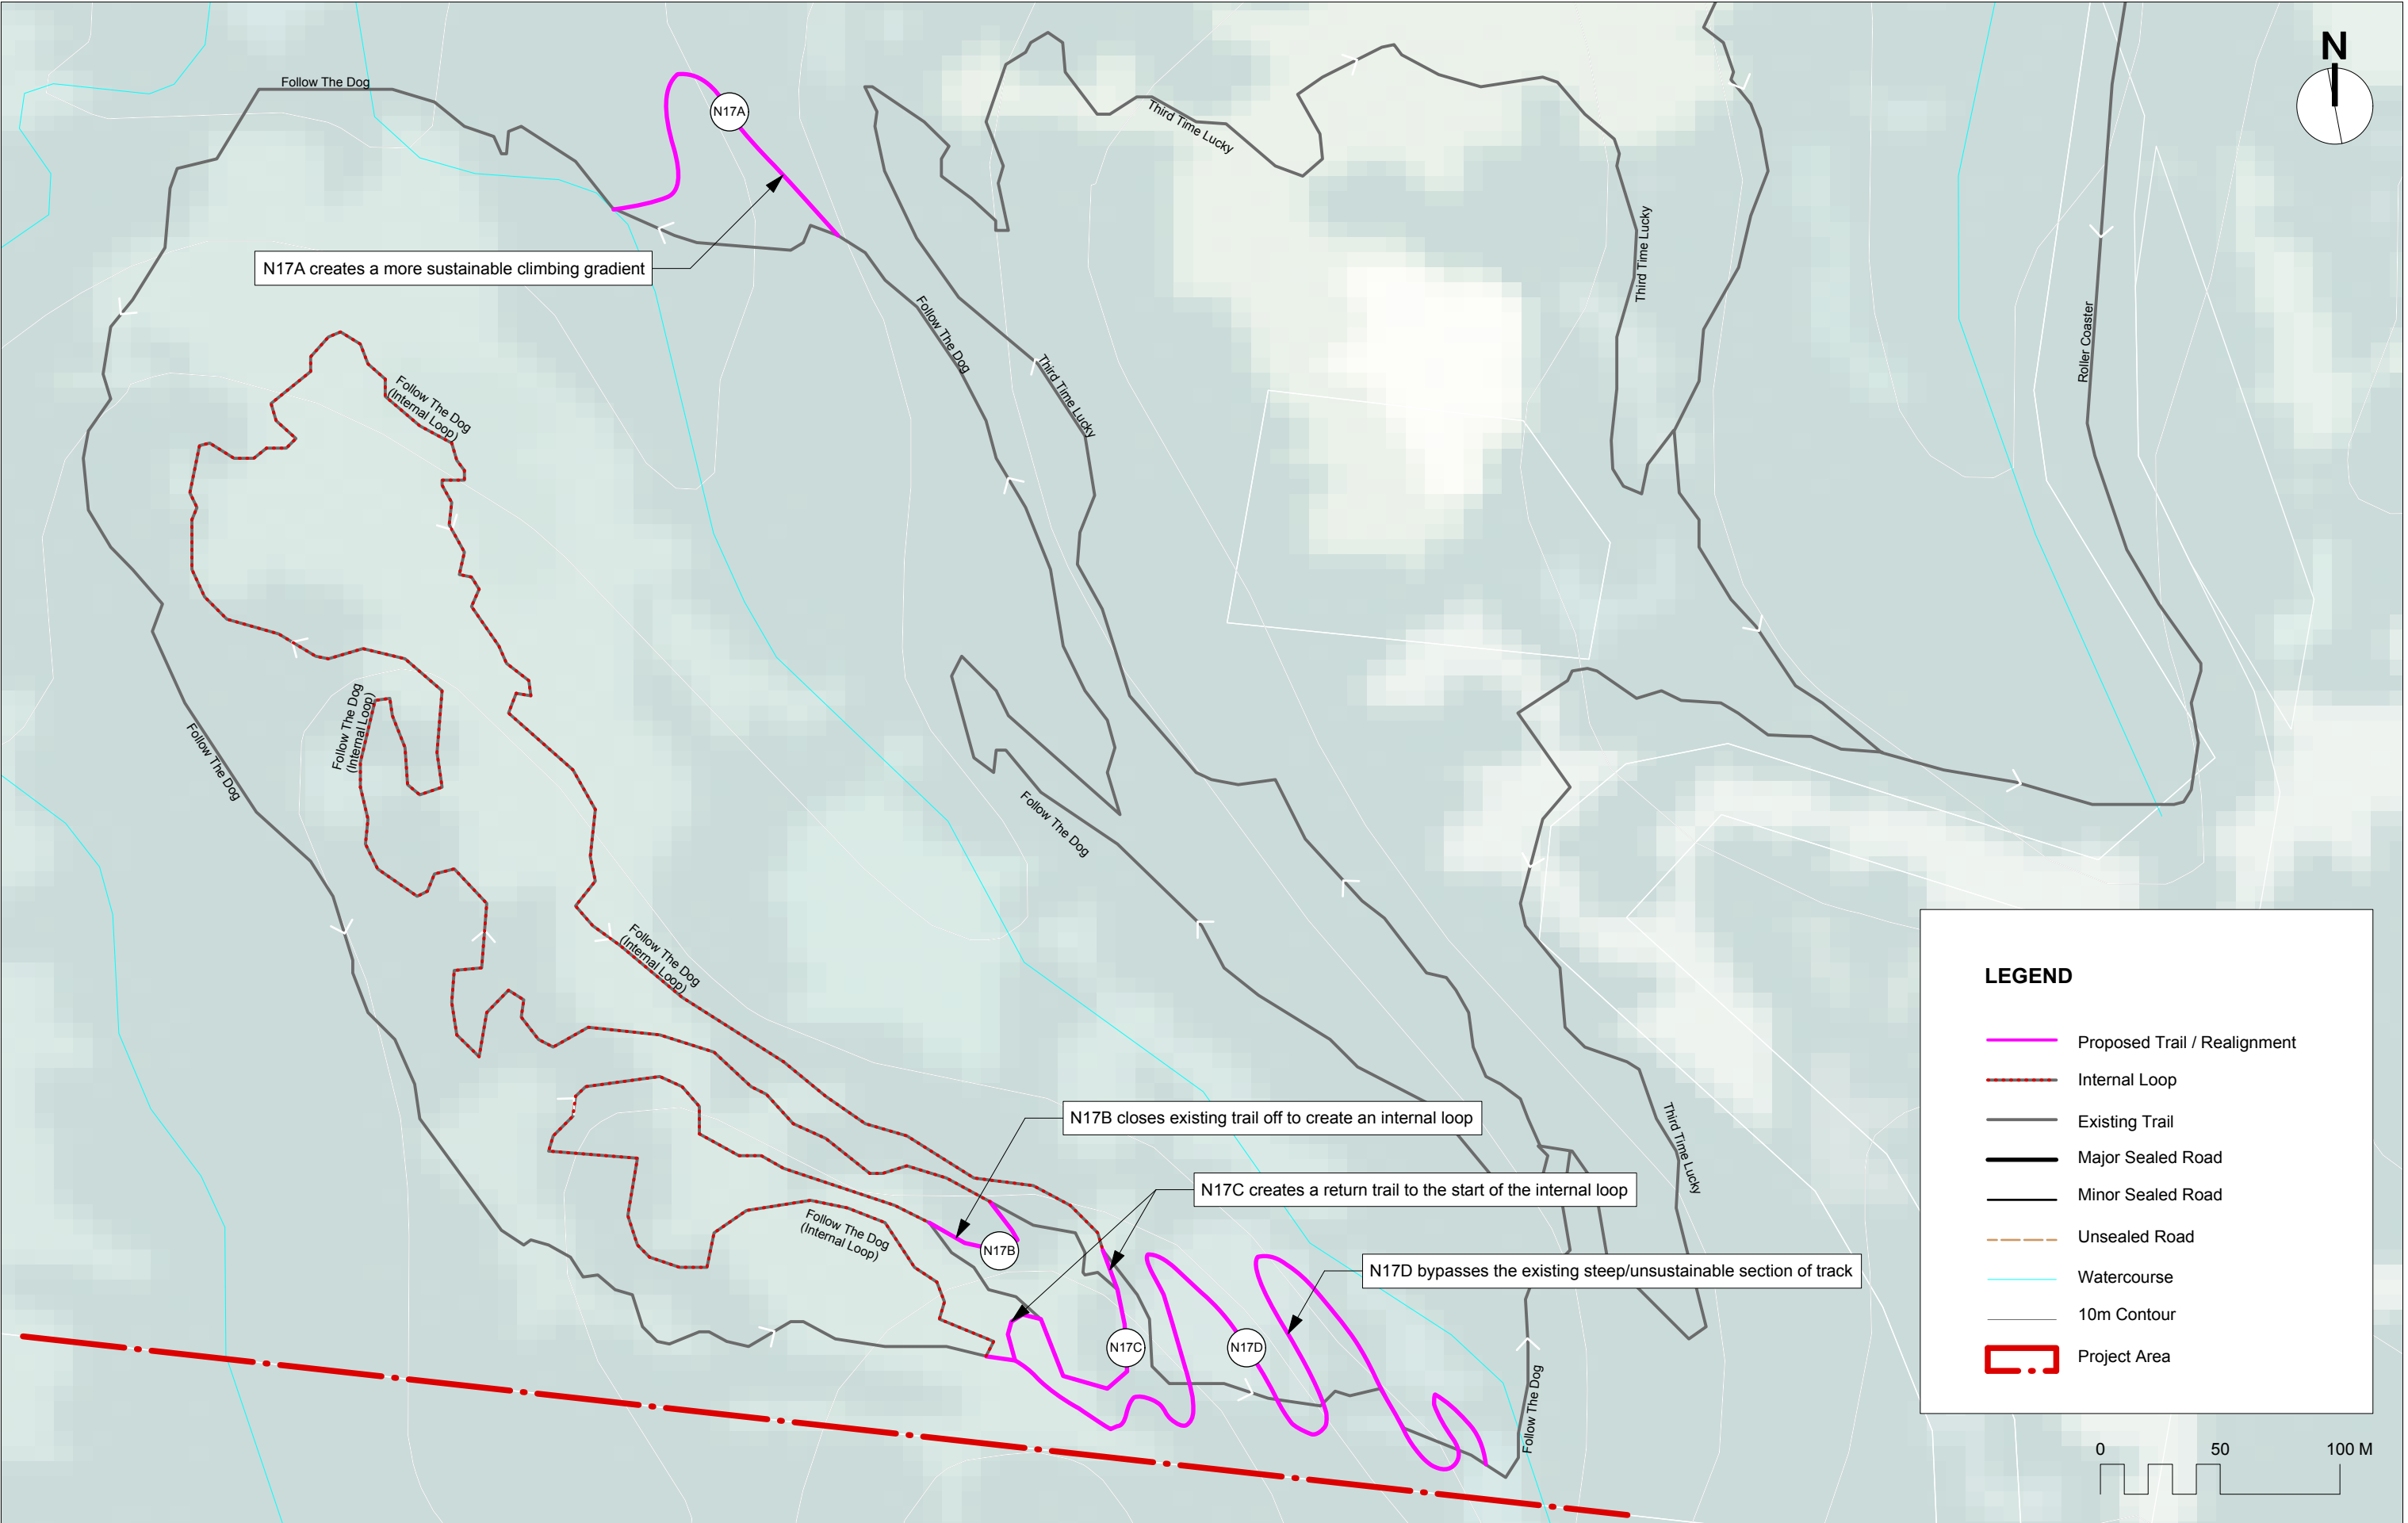 N
Follow The Dog
N17A
Third Time Lucky
N17A creates a more sustainable climbing gradient
Third Time Lucky
Follow The Dog
Roller Coaster
Third Time Lucky
Follow The Dog
(Internal Loop)
Follow The Dog
(Internal Loop)
Follow The Dog
Follow The Dog
Follow The Dog
(Internal Loop)
N17B closes existing trail off to create an internal loop
Third Time Lucky
N17C creates a return trail to the start of the internal loop
Follow The Dog
(Internal Loop)
N17B
N17D bypasses the existing steep/unsustainable section of track
N17C
N17D
Follow The Dog
LEGEND
Proposed Trail / Realignment
Internal Loop
Existing Trail
Major Sealed Road
Minor Sealed Road
Unsealed Road
Watercourse
10m Contour
Project Area
0 50 100 M